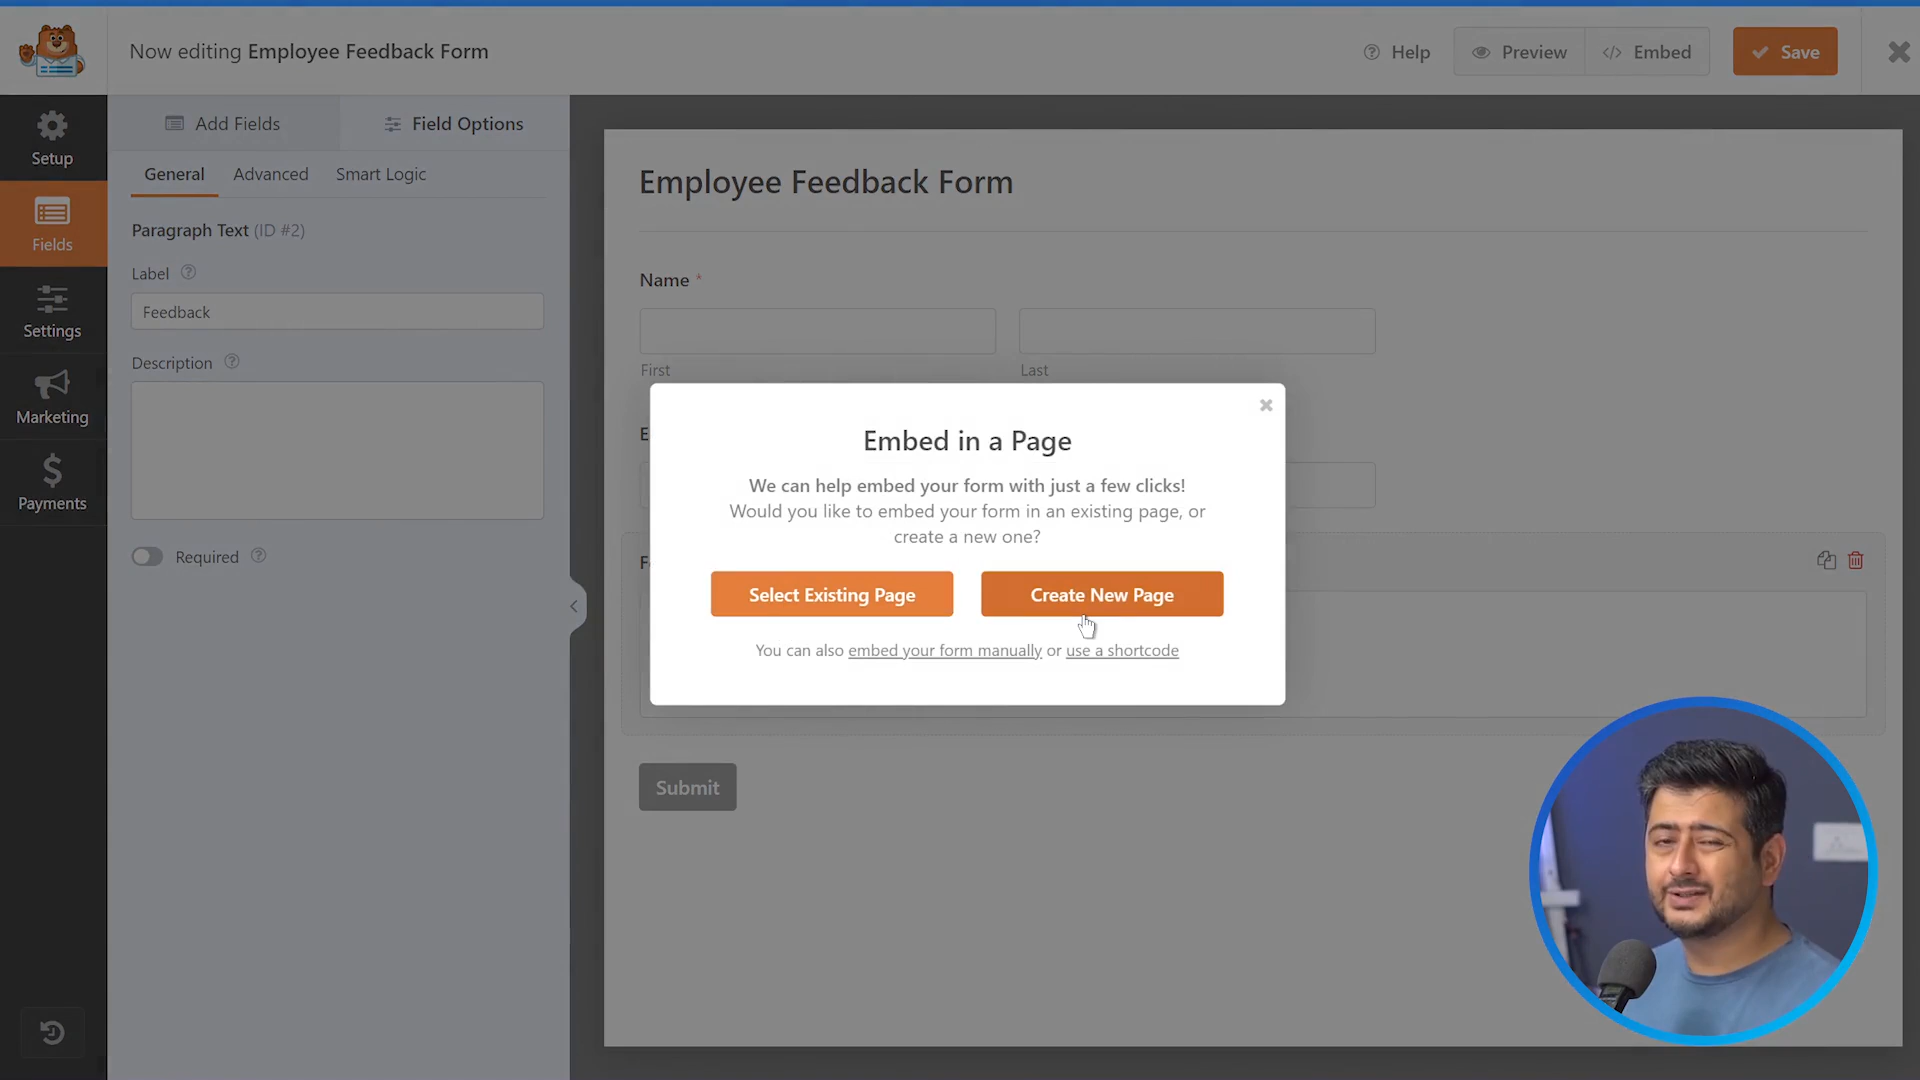 Now editing Employee Feedback Form
Help
Preview
Embed
Save
Setup
Fields
Settings
Marketing
Payments
Add Fields
Field Options
General
Advanced
Smart Logic
Paragraph Text (ID #2)
Label
Feedback
Description
Required
Employee Feedback Form
Name *
First
Last
Embed in a Page
We can help embed your form with just a few clicks!
Would you like to embed your form in an existing page, or
create a new one?
Select Existing Page
Create New Page
You can also embed your form manually or use a shortcode
Submit